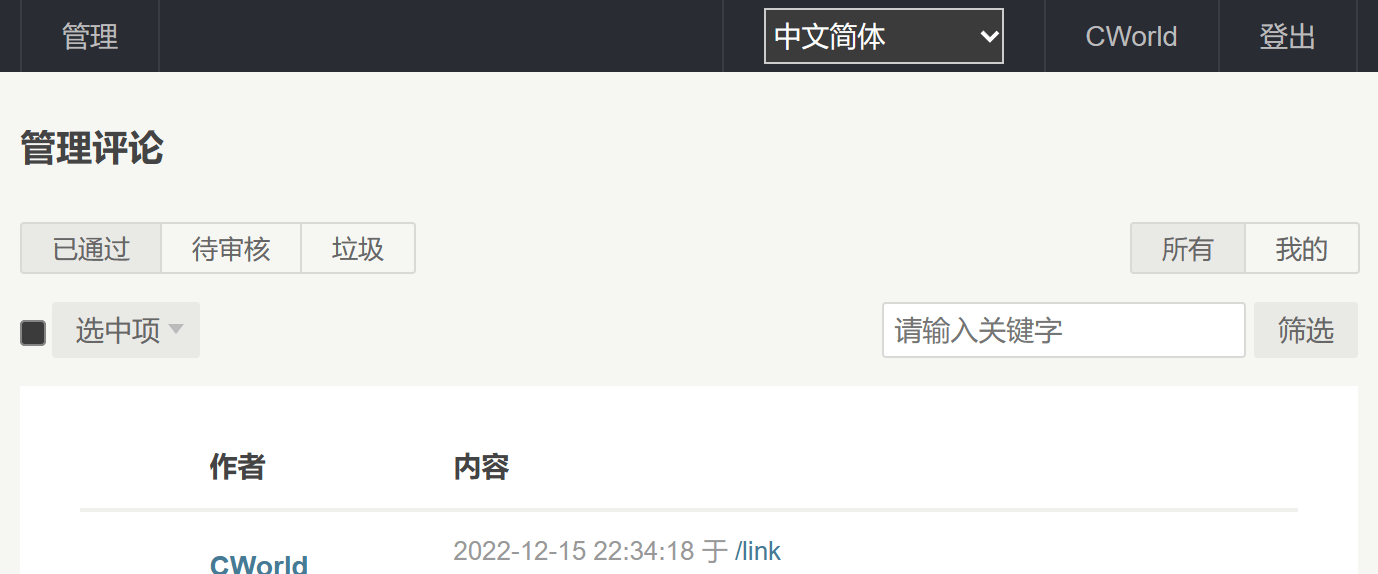 管理 中文简体 CWorld 登出
管理评论
已通过 待审核 垃圾 所有 我的
选中项 请输入关键字 筛选
作者 内容
2022-12-15 22:34:18 于 /link
CWorld